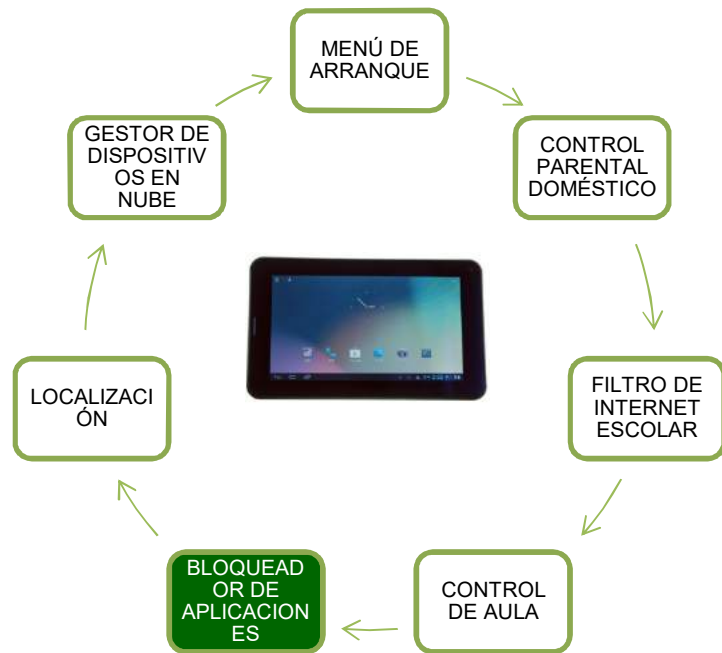 MENÚ DE
ARRANQUE
CONTROL
PARENTAL
DOMÉSTICO
FILTRO DE
INTERNET
ESCOLAR
CONTROL
DE AULA
BLOQUEAD
OR DE
APLICACION
ES
LOCALIZACI
ÓN
GESTOR DE
DISPOSITIV
OS EN
NUBE